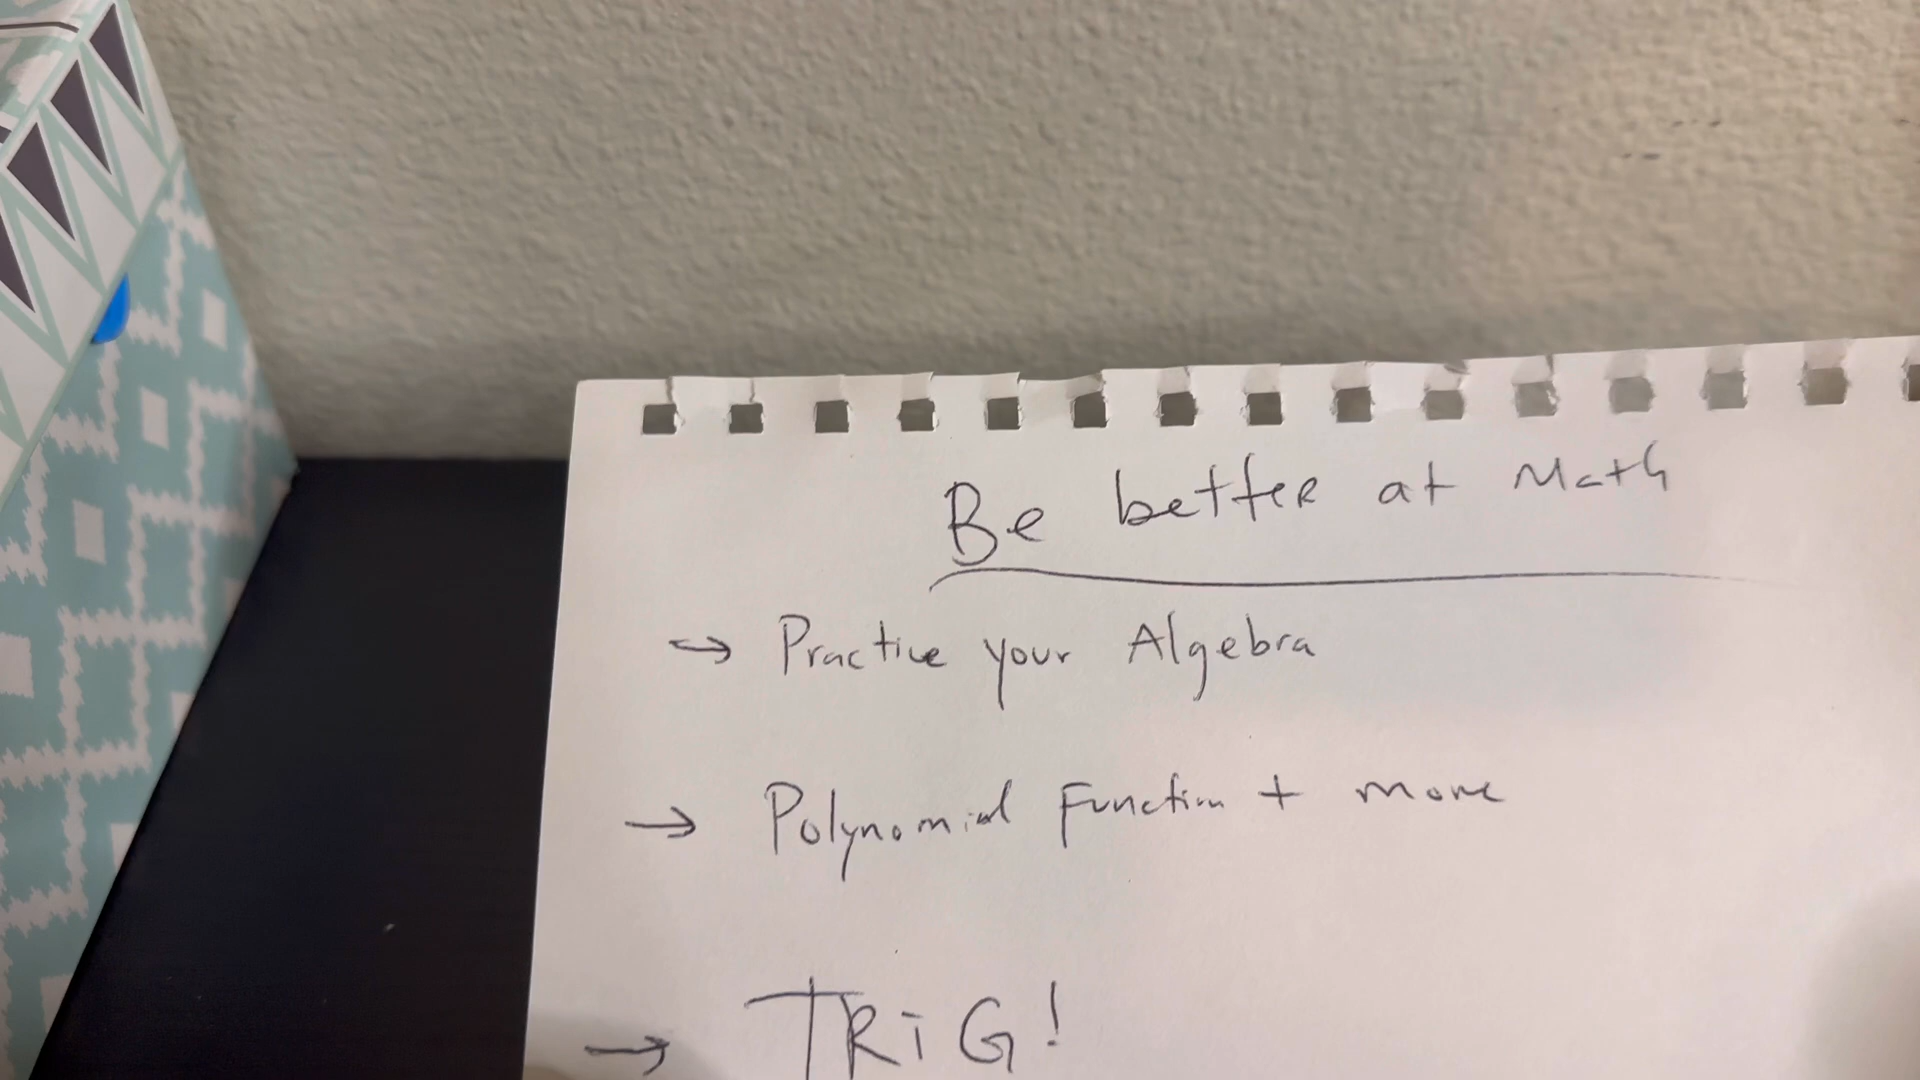 Be better at Math
→ Practice your Algebra
→ Polynomial Function + more
→ TRiG!